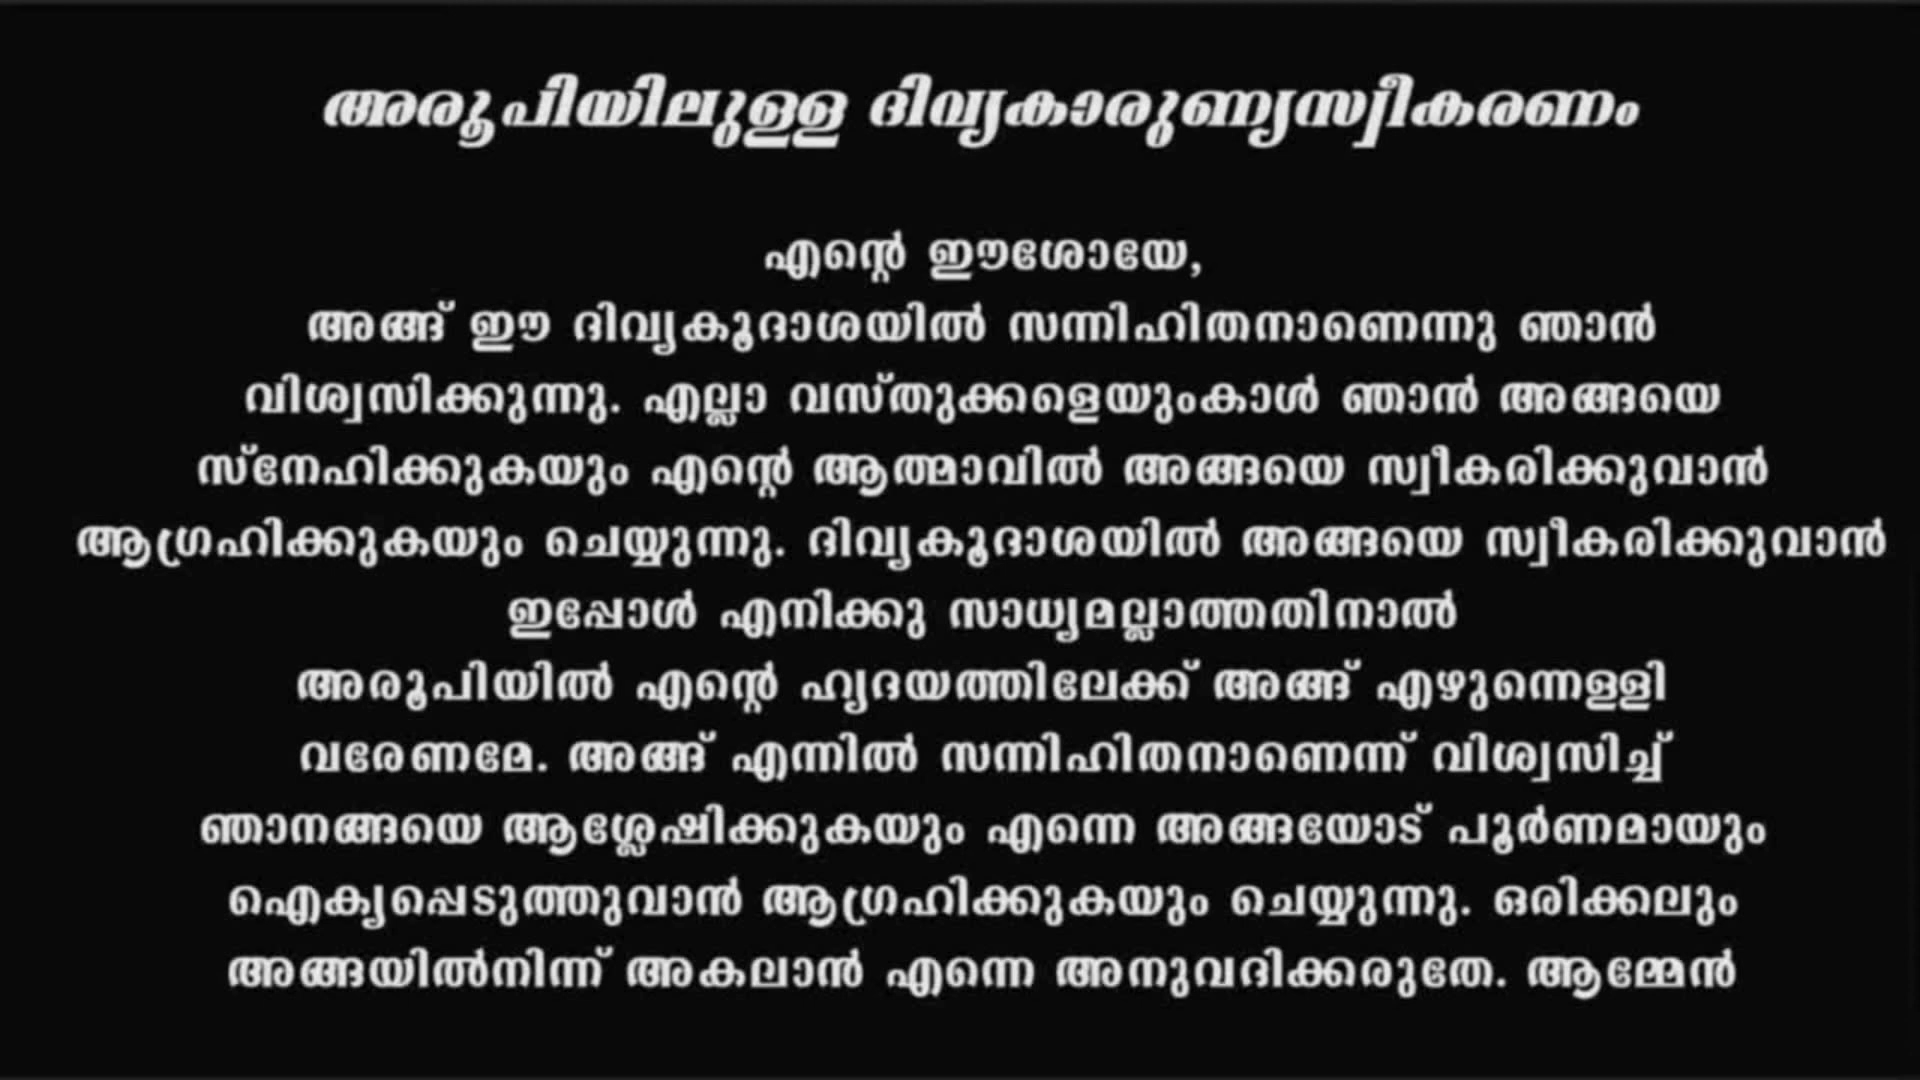 അരൂപിയിലുള്ള ദിവ്യകാരുണ്യസ്വീകരണം
എന്റെ ഈശോയേ,
അങ്ങ് ഈ ദിവ്യകൂദാശയിൽ സന്നിഹിതനാണെന്നു ഞാൻ
വിശ്വസിക്കുന്നു. എല്ലാ വസ്തുക്കളെയുംകാൾ ഞാൻ അങ്ങയെ
സ്നേഹിക്കുകയും എന്റെ ആത്മാവിൽ അങ്ങയെ സ്വീകരിക്കുവാൻ
ആഗ്രഹിക്കുകയും ചെയ്യുന്നു. ദിവ്യകൂദാശയിൽ അങ്ങയെ സ്വീകരിക്കുവാൻ
ഇപ്പോൾ എനിക്കു സാധ്യമല്ലാത്തതിനാൽ
അരൂപിയിൽ എന്റെ ഹൃദയത്തിലേക്ക് അങ്ങ് എഴുന്നെള്ളി
വരേണമേ. അങ്ങ് എന്നിൽ സന്നിഹിതനാണെന്ന് വിശ്വസിച്ച്
ഞാനങ്ങയെ ആശ്ലേഷിക്കുകയും എന്നെ അങ്ങയോട് പൂർണമായും
ഐക്യപ്പെടുത്തുവാൻ ആഗ്രഹിക്കുകയും ചെയ്യുന്നു. ഒരിക്കലും
അങ്ങയിൽനിന്ന് അകലാൻ എന്നെ അനുവദിക്കരുതേ. ആമ്മേൻ